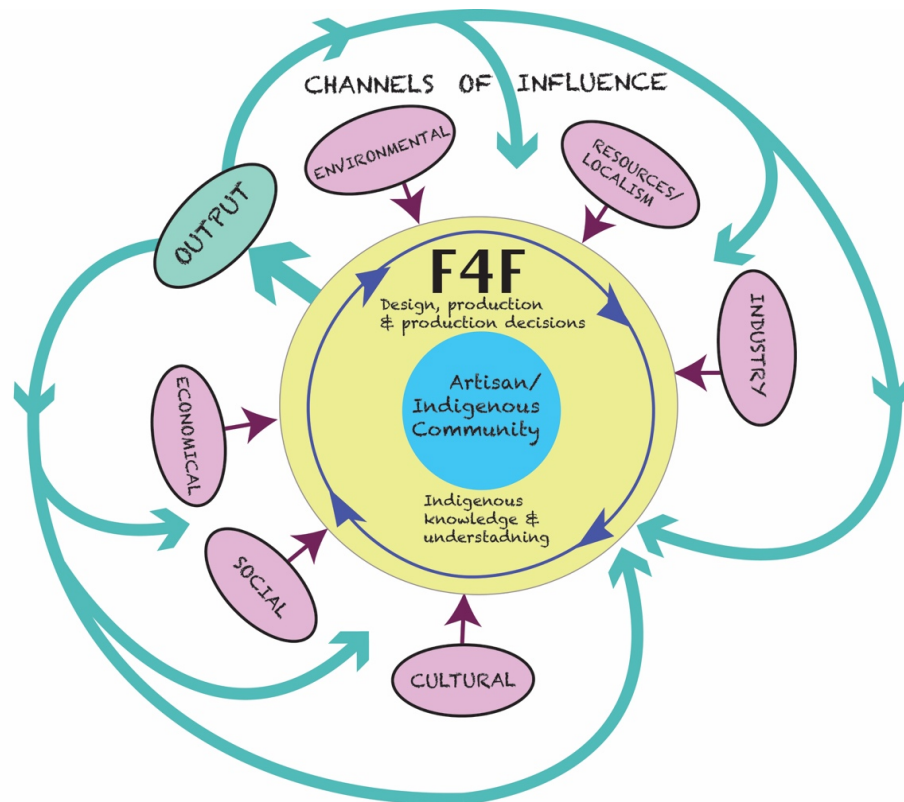 CHANNELS OF INFLUENCE
ENVIRONMENTAL
RESOURCES/
LOCALISM
OUTPUT
F4F
Design, production
& production decisions
INDUSTRY
Artisan/
Indigenous
Community
ECONOMICAL
Indigenous
knowledge &
understadning
SOCIAL
CULTURAL